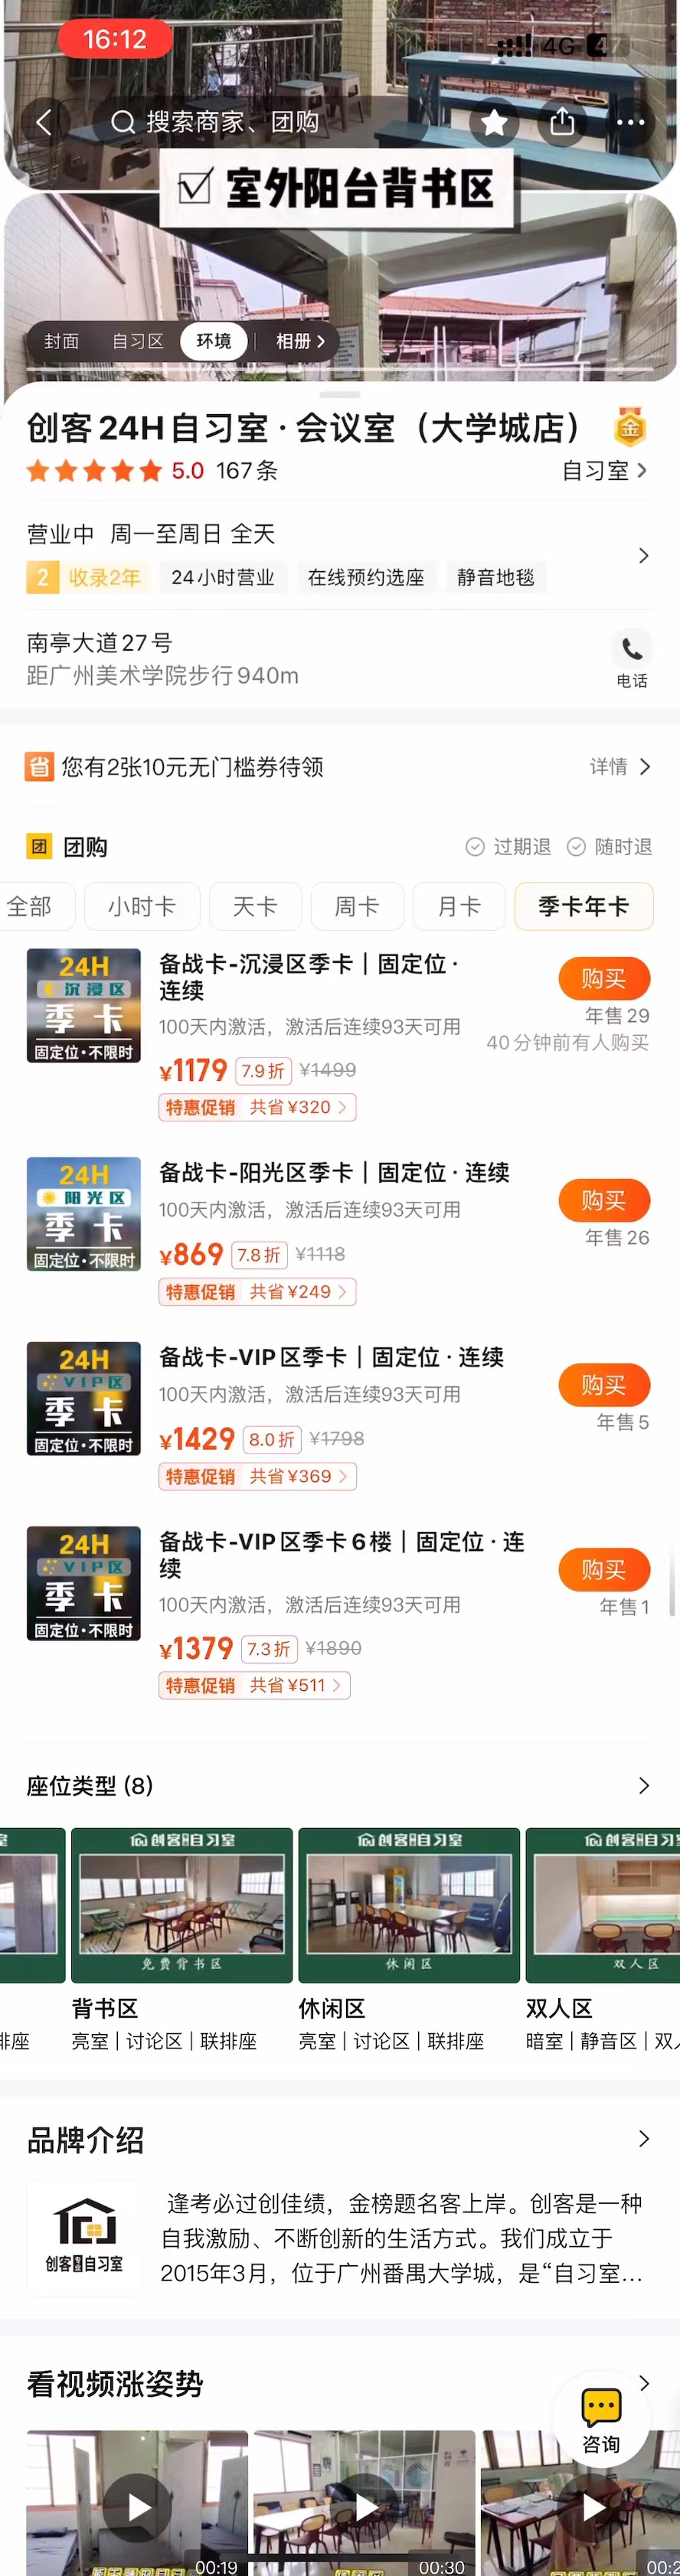 16:12
4G 47
搜索商家、团购
室外阳台背书区
封面 自习区 环境 相册
创客24H自习室·会议室（大学城店） 金
5.0 167条 自习室
营业中 周一至周日 全天
2 收录2年 24小时营业 在线预约选座 静音地毯
南亭大道27号
距广州美术学院步行940m
电话
省 您有2张10元无门槛券待领 详情
团 团购 过期退 随时退
全部 小时卡 天卡 周卡 月卡 季卡年卡
24H
沉浸区
季卡
固定位·不限时
备战卡-沉浸区季卡｜固定位·
连续
100天内激活，激活后连续93天可用
¥1179 7.9折 ¥1499
特惠促销 共省¥320
购买
年售29
40分钟前有人购买
24H
阳光区
季卡
固定位·不限时
备战卡-阳光区季卡｜固定位·连续
100天内激活，激活后连续93天可用
¥869 7.8折 ¥1118
特惠促销 共省¥249
购买
年售26
24H
VIP区
季卡
固定位·不限时
备战卡-VIP区季卡｜固定位·连续
100天内激活，激活后连续93天可用
¥1429 8.0折 ¥1798
特惠促销 共省¥369
购买
年售5
24H
VIP区
季卡
固定位·不限时
备战卡-VIP区季卡6楼｜固定位·连
续
100天内激活，激活后连续93天可用
¥1379 7.3折 ¥1890
特惠促销 共省¥511
购买
年售1
座位类型 (8)
创客自习室 创客自习室 创客自习
免费背书区 休闲区 双人区
背书区 休闲区 双人区
排座 亮室｜讨论区｜联排座 亮室｜讨论区｜联排座 暗室｜静音区｜双
品牌介绍
创客自习室
逢考必过创佳绩，金榜题名客上岸。创客是一种
自我激励、不断创新的生活方式。我们成立于
2015年3月，位于广州番禺大学城，是“自习室...
看视频涨姿势
咨询
00:19 00:30 00:2